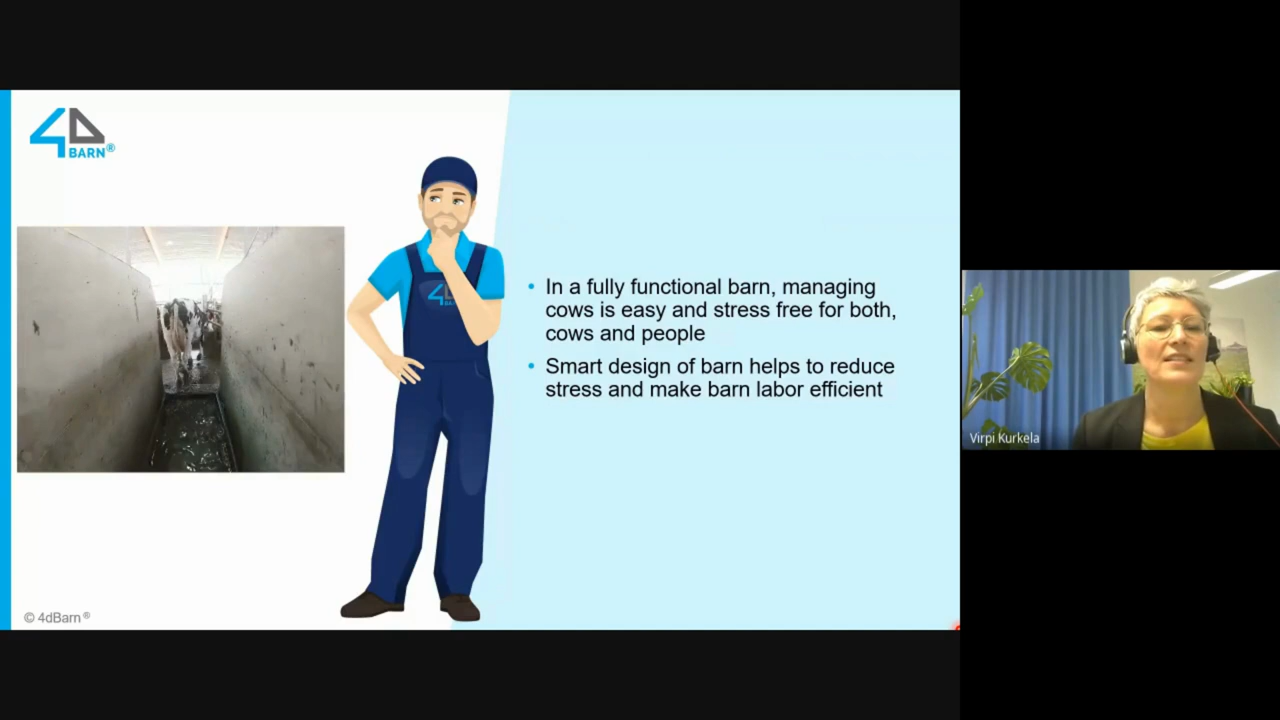 4D
BARN®
In a fully functional barn, managing
cows is easy and stress free for both,
cows and people
Smart design of barn helps to reduce
stress and make barn labor efficient
© 4dBarn®
Virpi Kurkela